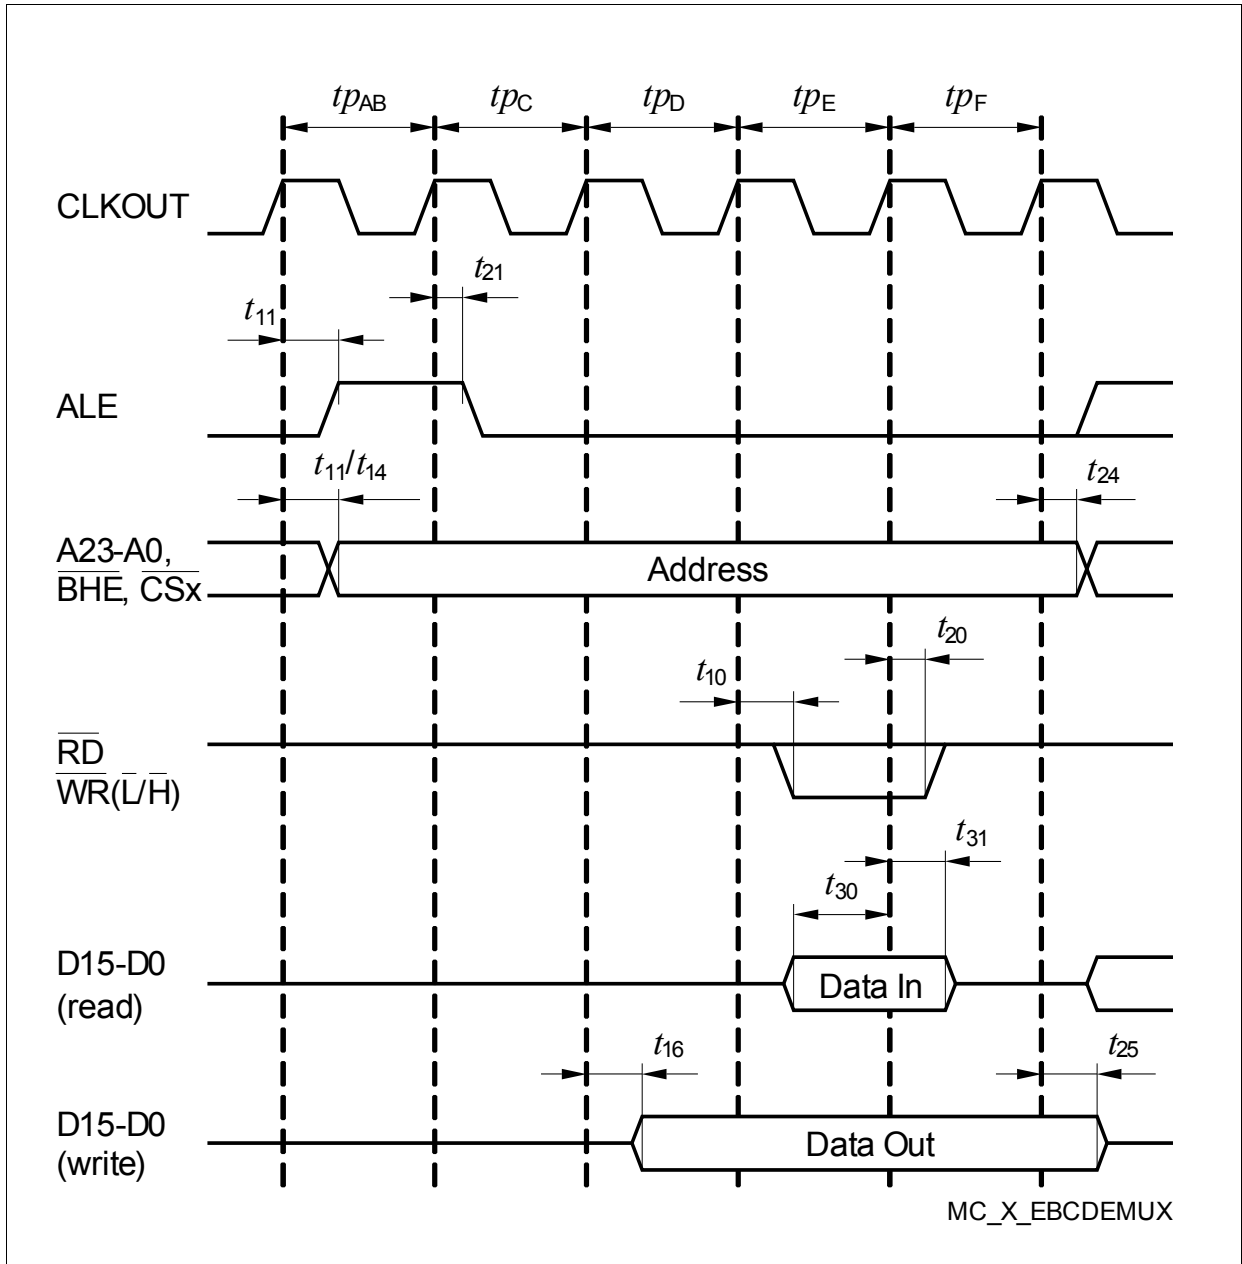 tpAB tpC tpD tpE tpF
CLKOUT
t21
t11
ALE
t11/t14 t24
A23-A0,
BHE, CSx
Address
t20
t10
RD
WR(L/H)
t31
t30
D15-D0
(read)
Data In
t16 t25
D15-D0
(write)
Data Out
MC_X_EBCDEMUX